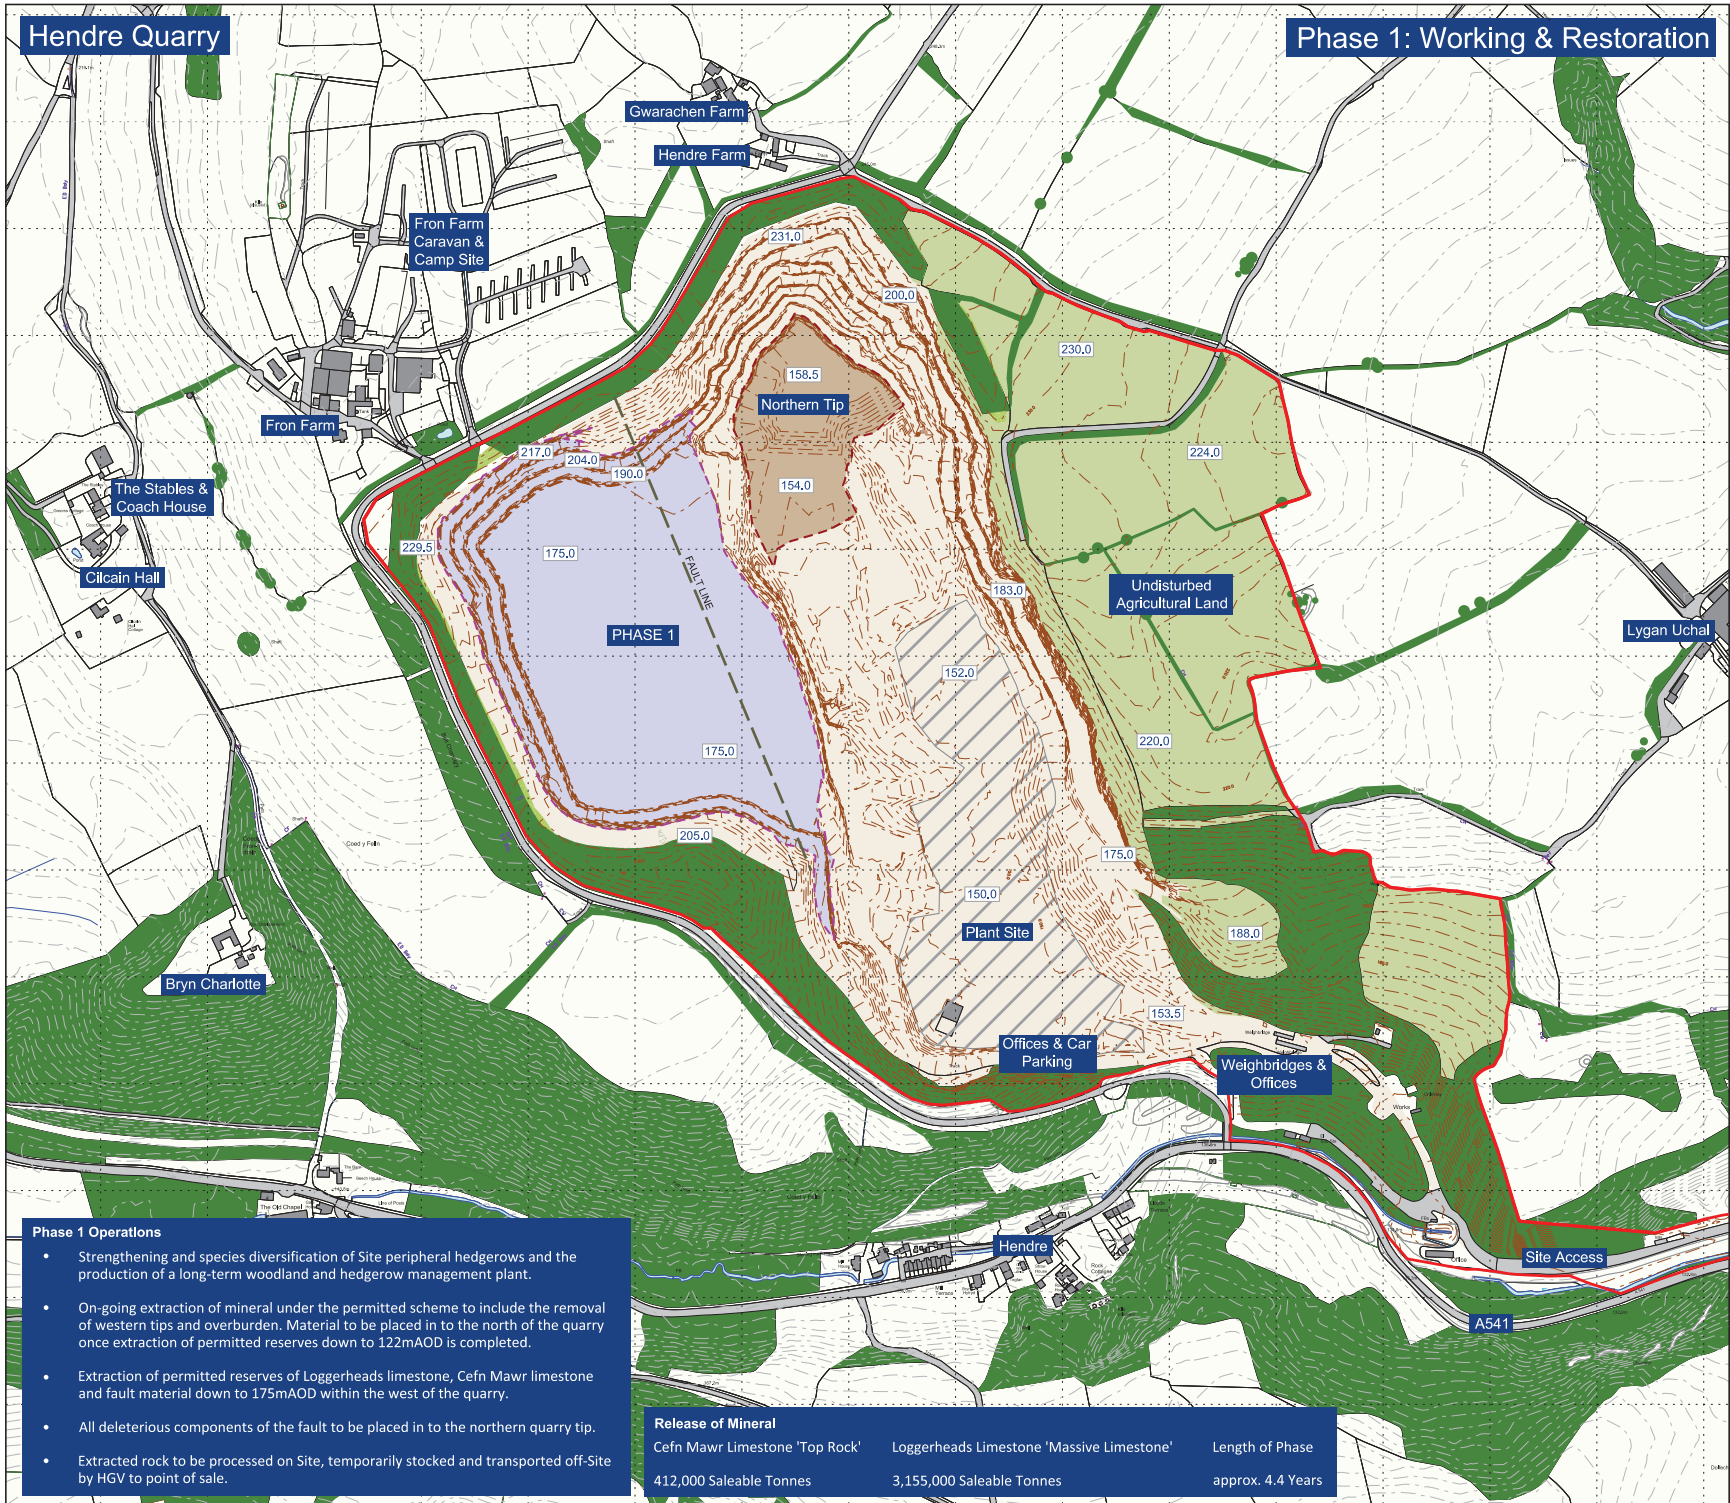 Hendre Quarry
Phase 1: Working & Restoration
Gwarachen Farm
Hendre Farm
Fron Farm
Caravan &
Camp Site
231.0
200.0
230.0
158.5
Northern Tip
Fron Farm
217.0
204.0
190.0
224.0
154.0
The Stables &
Coach House
229.5
175.0
Cilcain Hall
FAULT LINE
183.0
Undisturbed
Agricultural Land
PHASE 1
Lygan Uchal
152.0
175.0
220.0
205.0
Coed y Felin
175.0
150.0
Plant Site
188.0
Bryn Charlotte
153.5
Offices & Car
Parking
Weighbridges &
Offices
Works
The Old Chapel
Hendre
Office
Site Access
A541
Phase 1 Operations
• Strengthening and species diversification of Site peripheral hedgerows and the
production of a long-term woodland and hedgerow management plant.
• On-going extraction of mineral under the permitted scheme to include the removal
of western tips and overburden. Material to be placed in to the north of the quarry
once extraction of permitted reserves down to 122mAOD is completed.
• Extraction of permitted reserves of Loggerheads limestone, Cefn Mawr limestone
and fault material down to 175mAOD within the west of the quarry.
• All deleterious components of the fault to be placed in to the northern quarry tip.
• Extracted rock to be processed on Site, temporarily stocked and transported off-Site
by HGV to point of sale.
Release of Mineral
Cefn Mawr Limestone 'Top Rock' Loggerheads Limestone 'Massive Limestone' Length of Phase
412,000 Saleable Tonnes 3,155,000 Saleable Tonnes approx. 4.4 Years